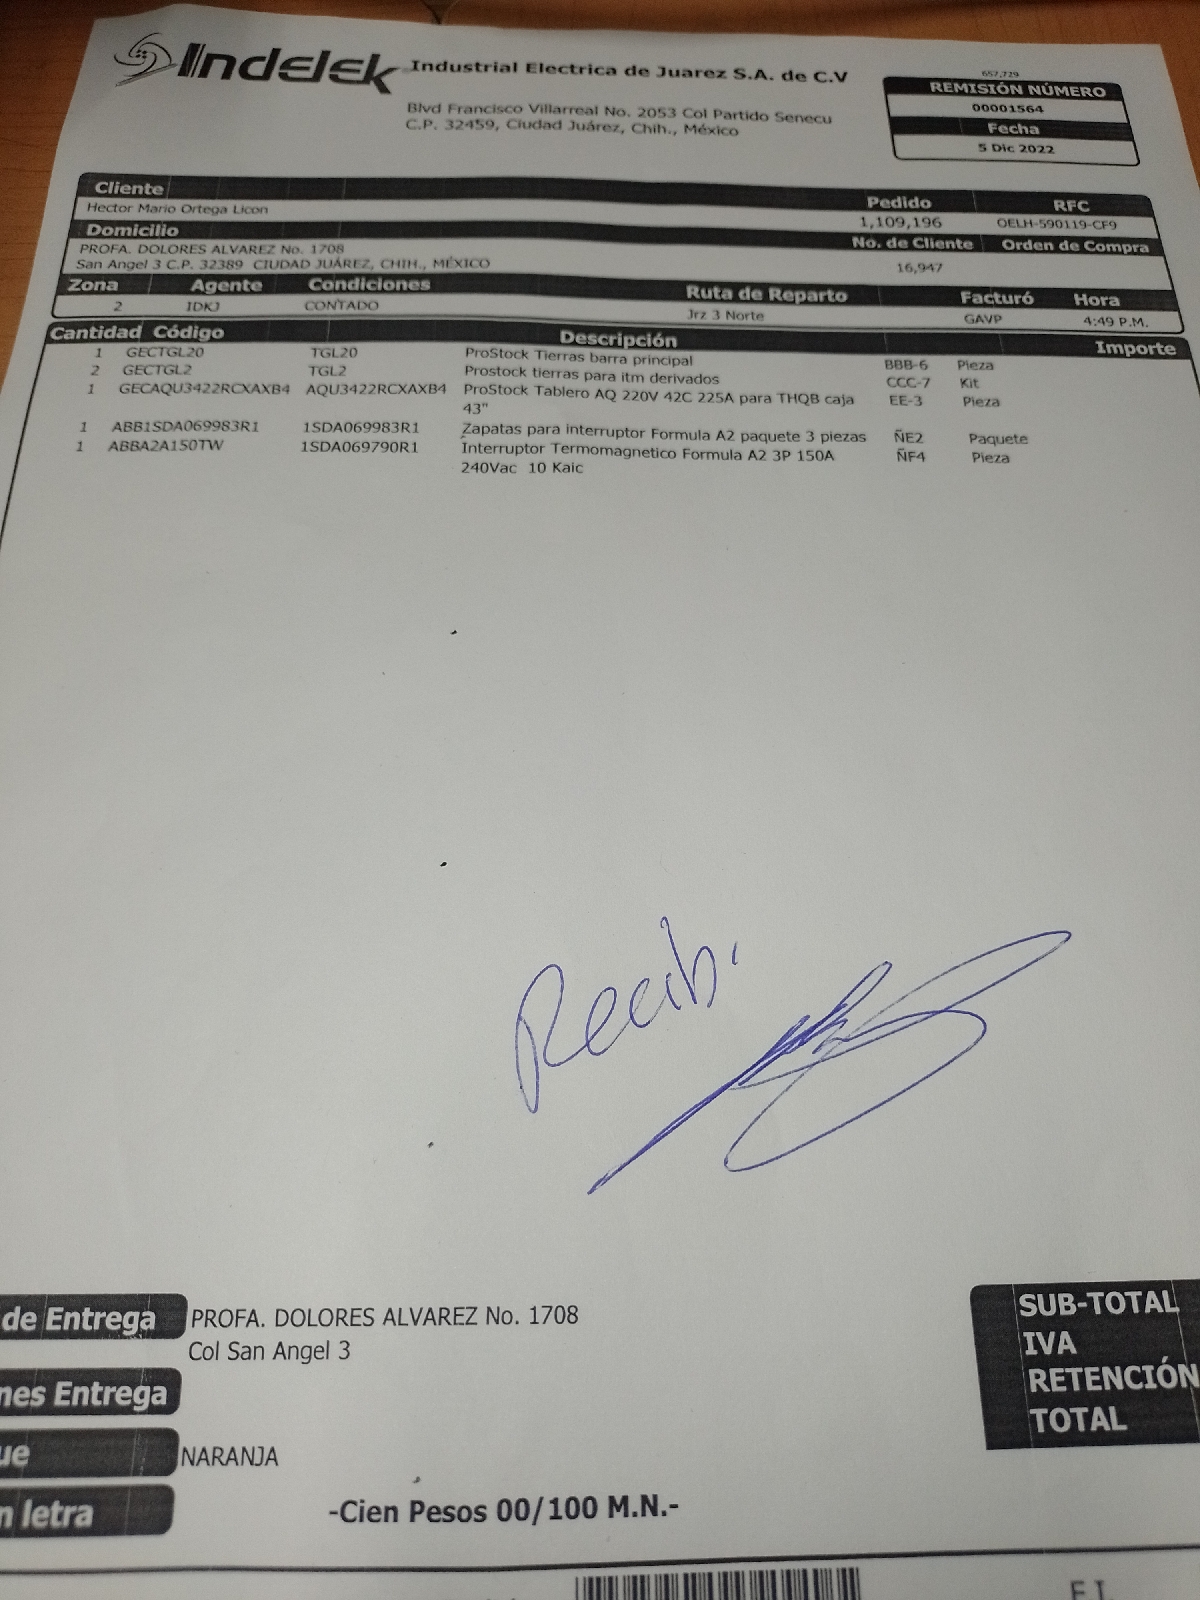 Indelek Industrial Electrica de Juarez S.A. de C.V
Blvd Francisco Villarreal No. 2053 Col Partido Senecu
C.P. 32459, Ciudad Juárez, Chih., México
657,729
REMISIÓN NÚMERO
00001564
Fecha
5 Dic 2022
Cliente Pedido RFC
Hector Mario Ortega Licon 1,109,196 OELH-590119-CF9
Domicilio No. de Cliente Orden de Compra
PROFA. DOLORES ALVAREZ No. 1708
San Angel 3 C.P. 32389 CIUDAD JUÁREZ, CHIH., MÉXICO 16,947
Zona Agente Condiciones Ruta de Reparto Facturó Hora
2 IDKJ CONTADO Jrz 3 Norte GAVP 4:49 P.M.
Cantidad Código Descripción Importe
1 GECTGL20 TGL20 ProStock Tierras barra principal BBB-6 Pieza
2 GECTGL2 TGL2 Prostock tierras para itm derivados CCC-7 Kit
1 GECAQU3422RCXAXB4 AQU3422RCXAXB4 ProStock Tablero AQ 220V 42C 225A para THQB caja EE-3 Pieza
43"
1 ABB1SDA069983R1 1SDA069983R1 Zapatas para interruptor Formula A2 paquete 3 piezas ÑE2 Paquete
1 ABBA2A150TW 1SDA069790R1 Interruptor Termomagnetico Formula A2 3P 150A ÑF4 Pieza
240Vac 10 Kaic
Recibi
de Entrega PROFA. DOLORES ALVAREZ No. 1708
Col San Angel 3
nes Entrega
ue NARANJA
n letra -Cien Pesos 00/100 M.N.-
SUB-TOTAL
IVA
RETENCIÓN
TOTAL